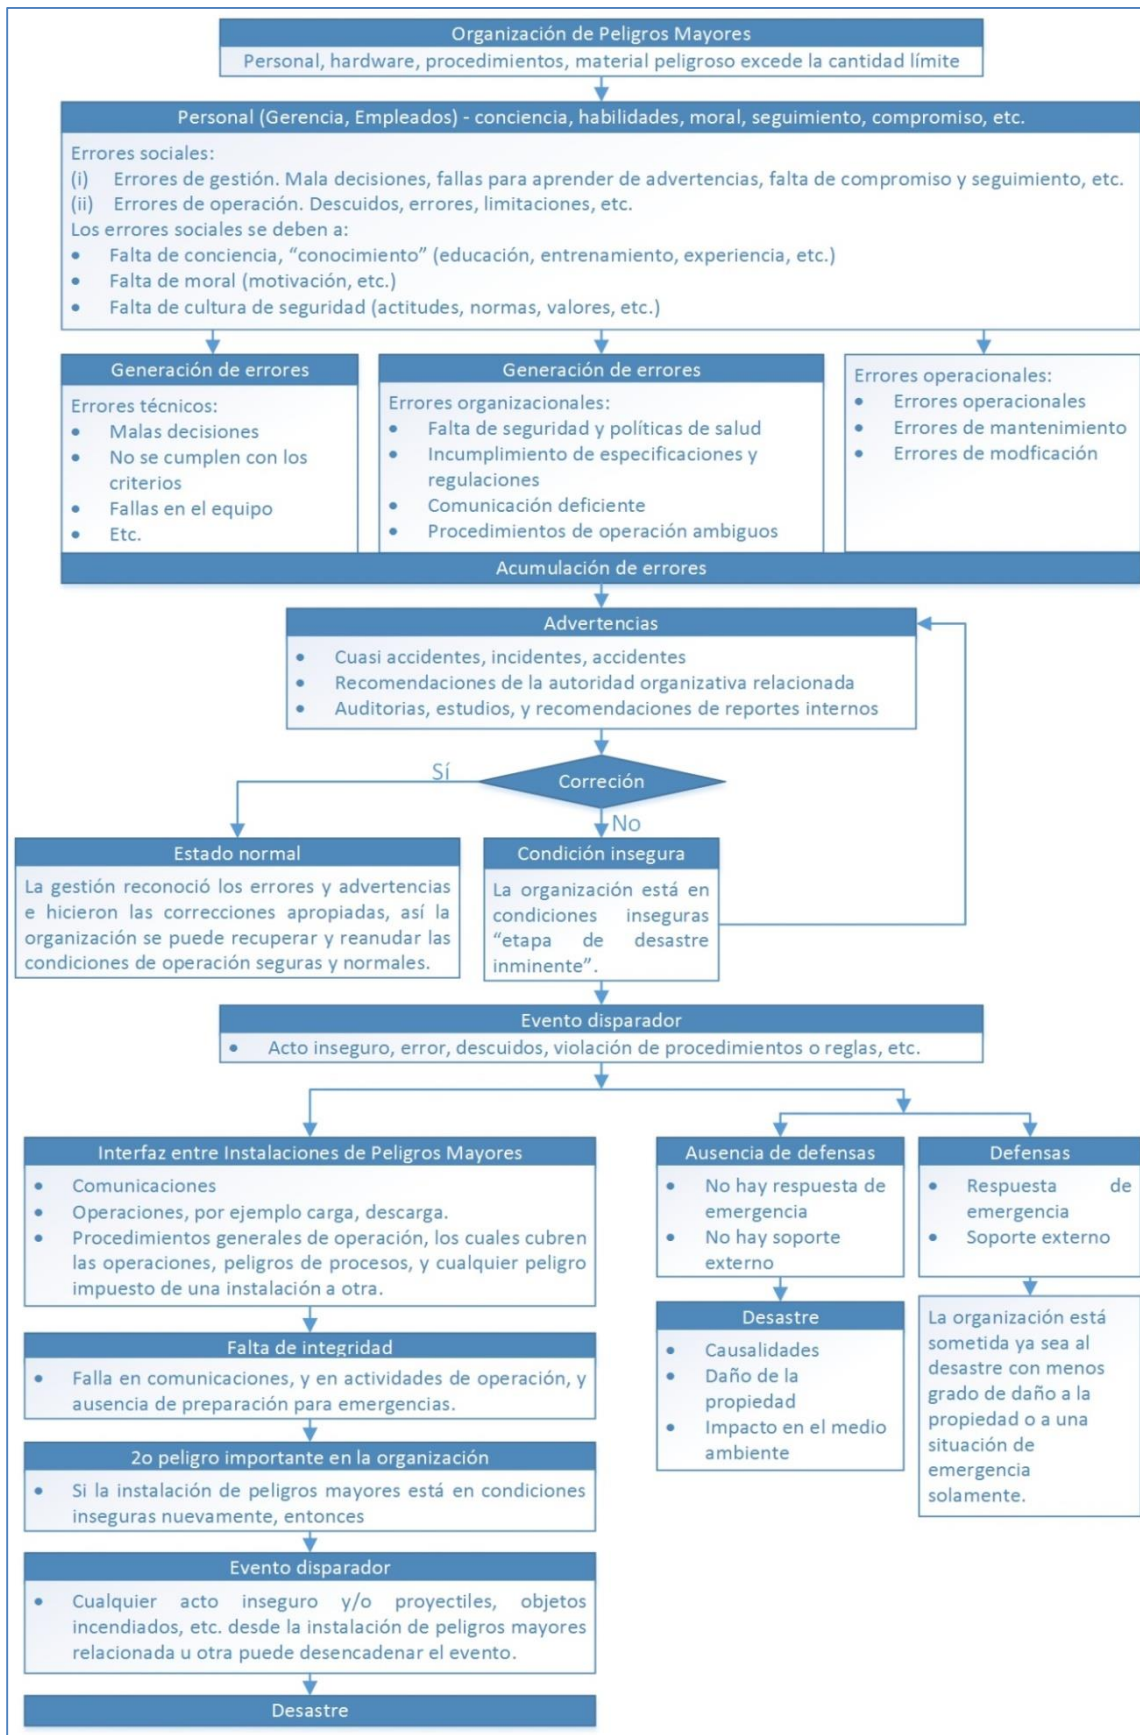 Organización de Peligros Mayores
Personal, hardware, procedimientos, material peligroso excede la cantidad límite
Personal (Gerencia, Empleados) - conciencia, habilidades, moral, seguimiento, compromiso, etc.
Errores sociales:
(i) Errores de gestión. Mala decisiones, fallas para aprender de advertencias, falta de compromiso y seguimiento, etc.
(ii) Errores de operación. Descuidos, errores, limitaciones, etc.
Los errores sociales se deben a:
• Falta de conciencia, “conocimiento” (educación, entrenamiento, experiencia, etc.)
• Falta de moral (motivación, etc.)
• Falta de cultura de seguridad (actitudes, normas, valores, etc.)
Generación de errores
Errores técnicos:
• Malas decisiones
• No se cumplen con los
criterios
• Fallas en el equipo
• Etc.
Generación de errores
Errores organizacionales:
• Falta de seguridad y políticas de salud
• Incumplimiento de especificaciones y
regulaciones
• Comunicación deficiente
• Procedimientos de operación ambiguos
Errores operacionales:
• Errores operacionales
• Errores de mantenimiento
• Errores de modficación
Acumulación de errores
Advertencias
• Cuasi accidentes, incidentes, accidentes
• Recomendaciones de la autoridad organizativa relacionada
• Auditorias, estudios, y recomendaciones de reportes internos
Sí
Correción
No
Estado normal
La gestión reconoció los errores y advertencias
e hicieron las correcciones apropiadas, así la
organización se puede recuperar y reanudar las
condiciones de operación seguras y normales.
Condición insegura
La organización está en
condiciones inseguras
“etapa de desastre
inminente”.
Evento disparador
• Acto inseguro, error, descuidos, violación de procedimientos o reglas, etc.
Interfaz entre Instalaciones de Peligros Mayores
• Comunicaciones
• Operaciones, por ejemplo carga, descarga.
• Procedimientos generales de operación, los cuales cubren
las operaciones, peligros de procesos, y cualquier peligro
impuesto de una instalación a otra.
Ausencia de defensas
• No hay respuesta de
emergencia
• No hay soporte
externo
Defensas
• Respuesta de
emergencia
• Soporte externo
Desastre
• Causalidades
• Daño de la
propiedad
• Impacto en el medio
ambiente
La organización está
sometida ya sea al
desastre con menos
grado de daño a la
propiedad o a una
situación de
emergencia
solamente.
Falta de integridad
• Falla en comunicaciones, y en actividades de operación, y
ausencia de preparación para emergencias.
2o peligro importante en la organización
• Si la instalación de peligros mayores está en condiciones
inseguras nuevamente, entonces
Evento disparador
• Cualquier acto inseguro y/o proyectiles, objetos
incendiados, etc. desde la instalación de peligros mayores
relacionada u otra puede desencadenar el evento.
Desastre